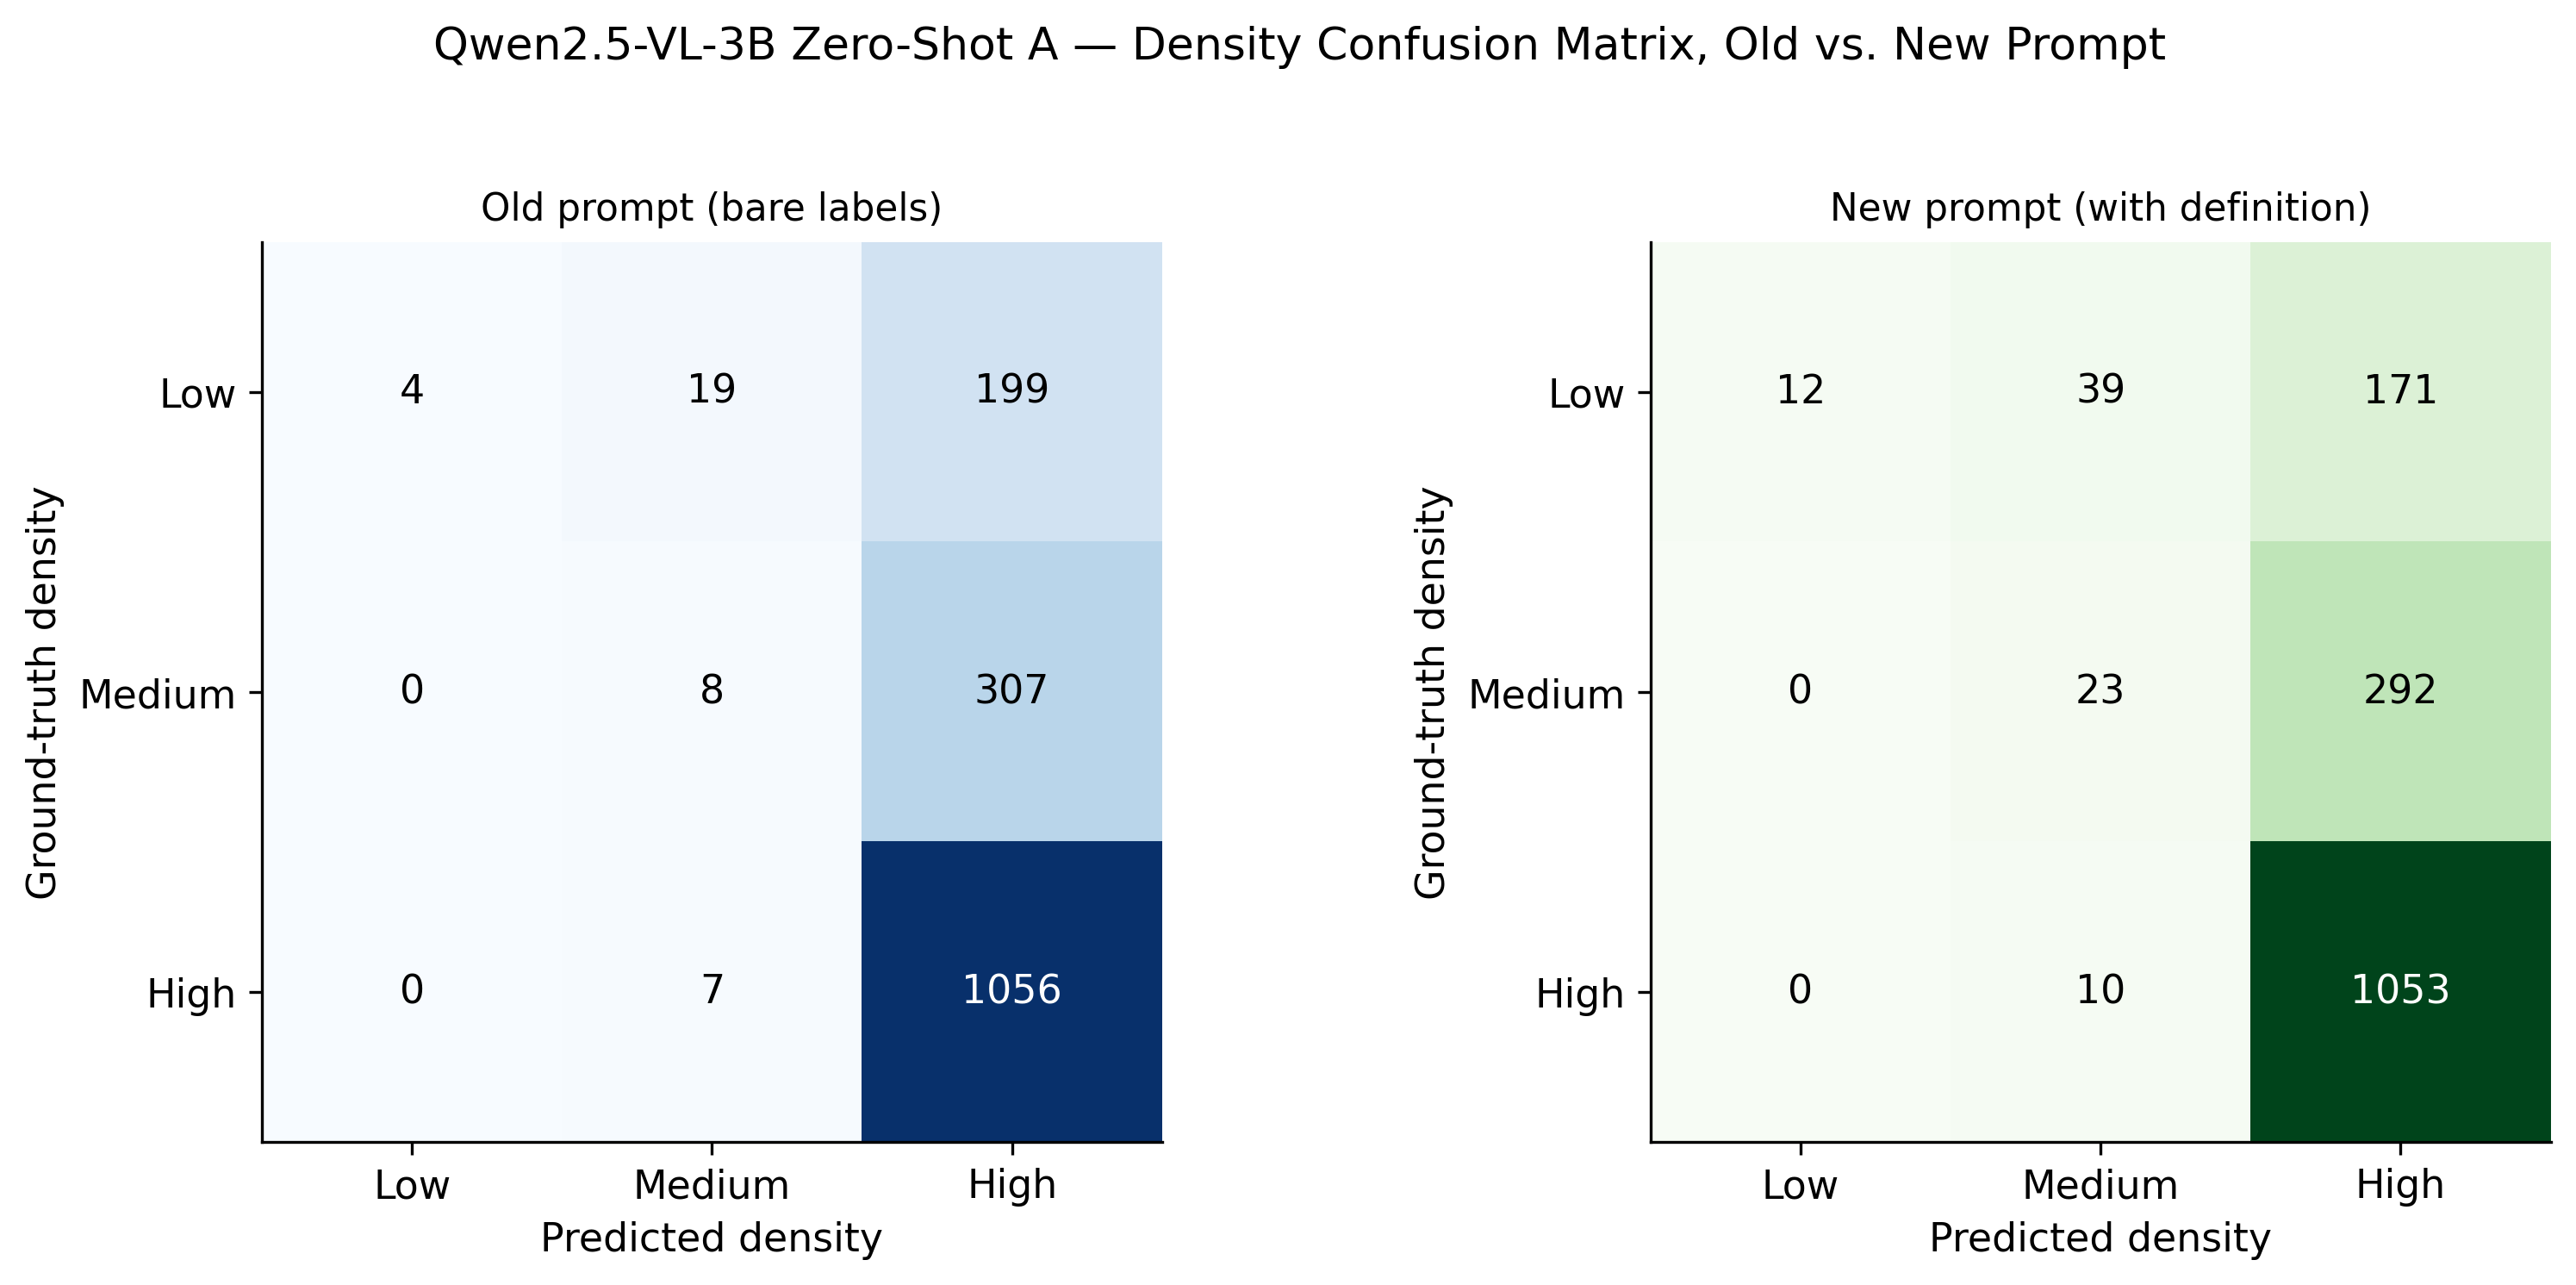 Qwen2.5-VL-3B Zero-Shot A — Density Confusion Matrix, Old vs. New Prompt
Old prompt (bare labels)
Ground-truth density
Low 4 19 199
Medium 0 8 307
High 0 7 1056
Low Medium High
Predicted density
New prompt (with definition)
Ground-truth density
Low 12 39 171
Medium 0 23 292
High 0 10 1053
Low Medium High
Predicted density